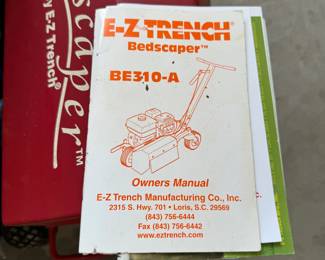 scaper™
by E-Z Trench®
E-Z-TRENCH®
Bedscaper™
BE310-A
Owners Manual
E-Z Trench Manufacturing Co., Inc.
2315 S. Hwy. 701 • Loris, S.C. 29569
(843) 756-6444
Fax (843) 756-6442
www.eztrench.com